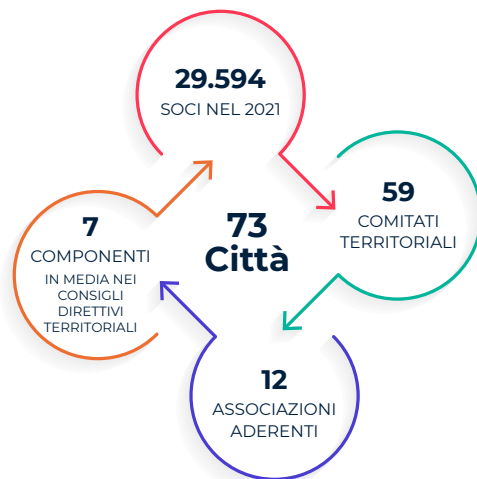 29.594
SOCI NEL 2021
59
COMITATI
TERRITORIALI
73
Città
7
COMPONENTI
IN MEDIA NEI
CONSIGLI
DIRETTIVI
TERRITORIALI
12
ASSOCIAZIONI
ADERENTI